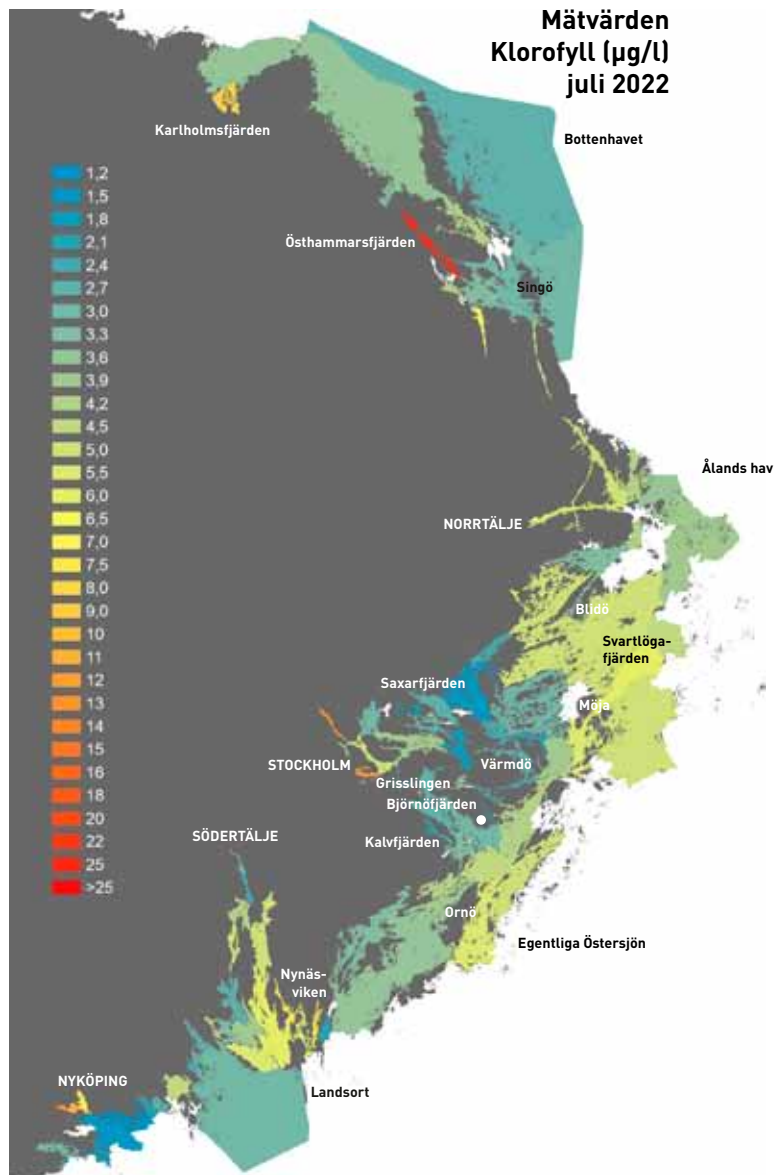 Mätvärden
Klorofyll (µg/l)
juli 2022
Karlholmsfjärden
Bottenhavet
1,2
1,5
1,8
2,1
2,4
2,7
3,0
3,3
3,6
3,9
4,2
4,5
5,0
5,5
6,0
6,5
7,0
7,5
8,0
9,0
10
11
12
13
14
15
16
18
20
22
25
>25
Östhammarsfjärden
Singö
Ålands hav
NORRTÄLJE
Blidö
Svartlöga-
fjärden
Saxarfjärden
Möja
STOCKHOLM
Värmdö
Grisslingen
Björnöfjärden
SÖDERTÄLJE
Kalvfjärden
Ornö
Egentliga Östersjön
Nynäs-
viken
NYKÖPING
Landsort